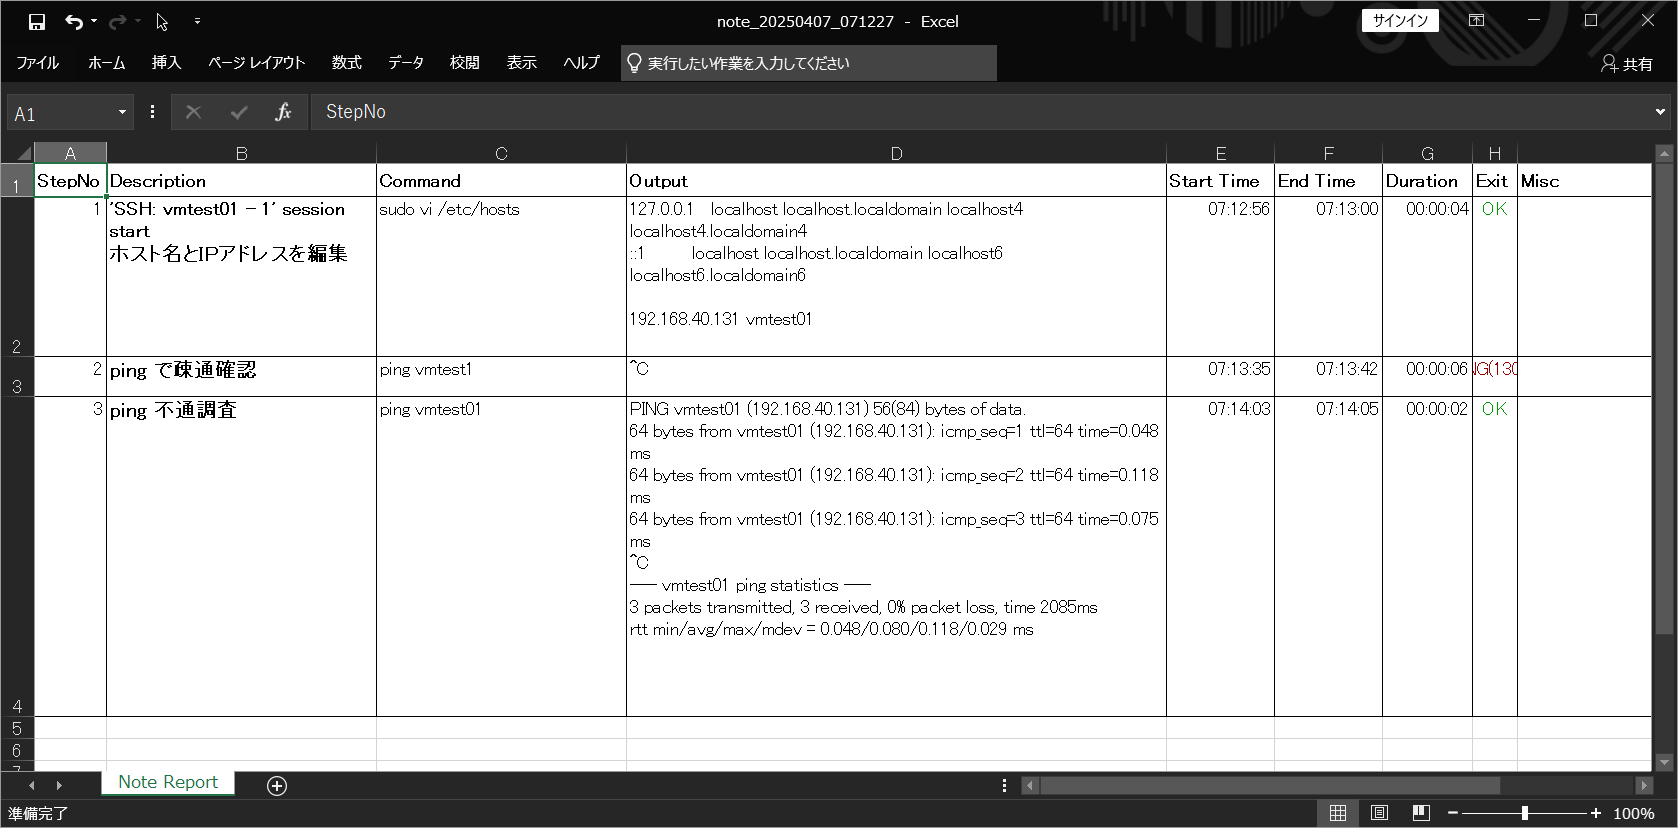 note_20250407_071227 - Excel
サインイン
ファイル ホーム 挿入 ページ レイアウト 数式 データ 校閲 表示 ヘルプ 実行したい作業を入力してください 共有
A1 fx StepNo
A B C D E F G H
1 StepNo Description Command Output Start Time End Time Duration Exit Misc
1 'SSH: vmtest01 - 1' session sudo vi /etc/hosts 127.0.0.1 localhost localhost.localdomain localhost4 07:12:56 07:13:00 00:00:04 OK
start localhost4.localdomain4
ホスト名とIPアドレスを編集 ::1 localhost localhost.localdomain localhost6
localhost6.localdomain6
192.168.40.131 vmtest01
2
2 ping で疎通確認 ping vmtest1 ^C 07:13:35 07:13:42 00:00:06 NG(130
3
3 ping 不通調査 ping vmtest01 PING vmtest01 (192.168.40.131) 56(84) bytes of data. 07:14:03 07:14:05 00:00:02 OK
64 bytes from vmtest01 (192.168.40.131): icmp_seq=1 ttl=64 time=0.048
ms
64 bytes from vmtest01 (192.168.40.131): icmp_seq=2 ttl=64 time=0.118
ms
64 bytes from vmtest01 (192.168.40.131): icmp_seq=3 ttl=64 time=0.075
ms
^C
--- vmtest01 ping statistics ---
3 packets transmitted, 3 received, 0% packet loss, time 2085ms
rtt min/avg/max/mdev = 0.048/0.080/0.118/0.029 ms
4
5
6
7
Note Report
準備完了 100%